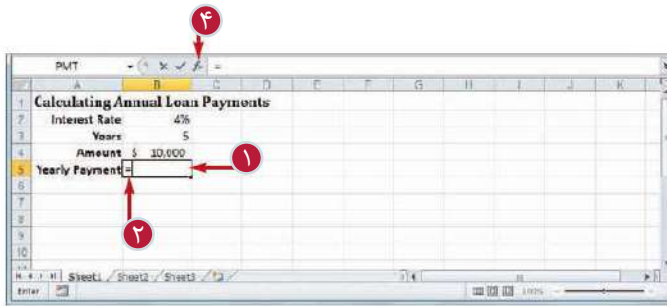 ۴
PMT fx =
A B C D E F G H I J K
1 Calculating Annual Loan Payments
2 Interest Rate 4%
3 Years 5
4 Amount $ 10,000
۱
5 Yearly Payment =
6
7
۲
8
9
10
Sheet1 Sheet2 Sheet3
Enter 100%